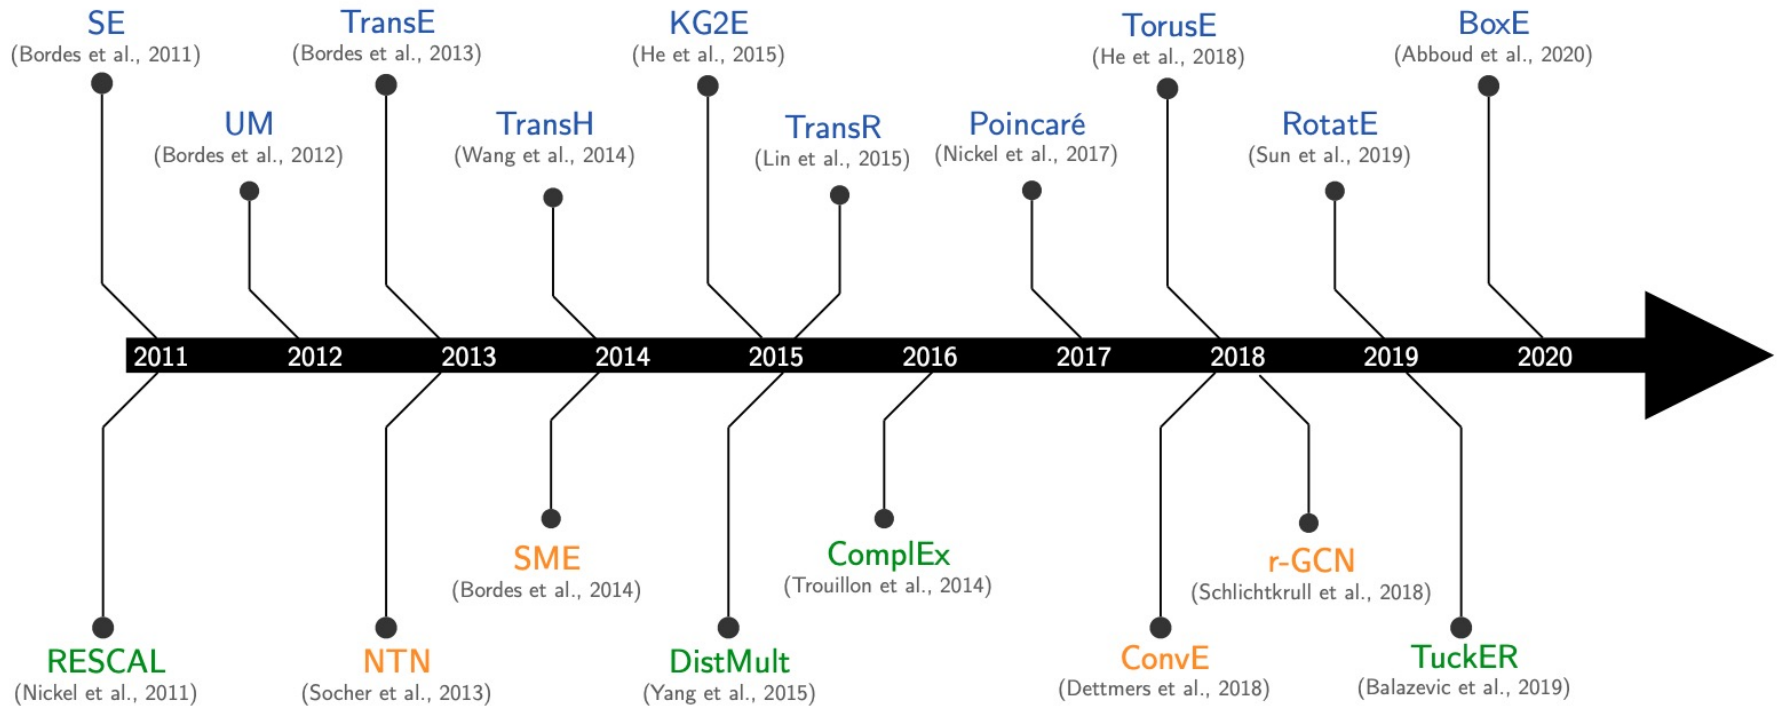 SE
(Bordes et al., 2011)
TransE
(Bordes et al., 2013)
KG2E
(He et al., 2015)
TorusE
(He et al., 2018)
BoxE
(Abboud et al., 2020)
UM
(Bordes et al., 2012)
TransH
(Wang et al., 2014)
TransR
(Lin et al., 2015)
Poincaré
(Nickel et al., 2017)
RotatE
(Sun et al., 2019)
2011 2012 2013 2014 2015 2016 2017 2018 2019 2020
SME
(Bordes et al., 2014)
ComplEx
(Trouillon et al., 2014)
r-GCN
(Schlichtkrull et al., 2018)
RESCAL
(Nickel et al., 2011)
NTN
(Socher et al., 2013)
DistMult
(Yang et al., 2015)
ConvE
(Dettmers et al., 2018)
TuckER
(Balazevic et al., 2019)